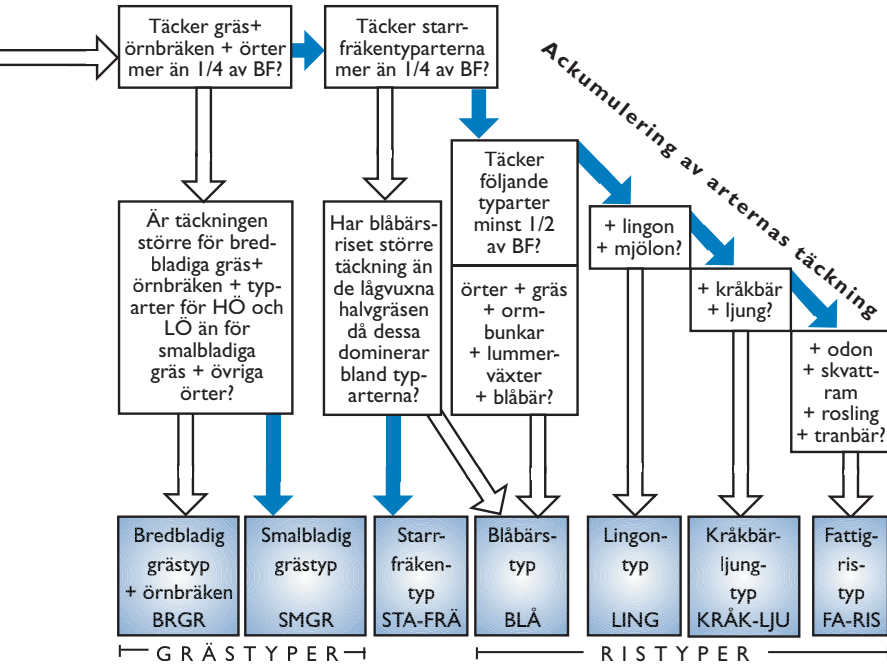 Täcker gräs+
örnbräken + örter
mer än 1/4 av BF?
Täcker starr-
fräkentyparterna
mer än 1/4 av BF?
Ackumulering av arternas täckning
Täcker
följande
typarter
minst 1/2
av BF?
örter + gräs
+ orm-
bunkar
+ lummer-
växter
+ blåbär?
+ lingon
+ mjölon?
+ kråkbär
+ ljung?
+ odon
+ skvatt-
ram
+ rosling
+ tranbär?
Är täckningen
större för bred-
bladiga gräs+
örnbräken + typ-
arter för HÖ och
LÖ än för
smalbladiga
gräs + övriga
örter?
Har blåbärs-
riset större
täckning än
de lågvuxna
halvgräsen
då dessa
dominerar
bland typ-
arterna?
Bredbladig
grästyp
+ örnbräken
BRGR
Smalbladig
grästyp
SMGR
Starr-
fräken-
typ
STA-FRÄ
Blåbärs-
typ
BLÅ
Lingon-
typ
LING
Kråkbär-
ljung-
typ
KRÅK-LJU
Fattig-
ris-
typ
FA-RIS
GRÄSTYPER
RISTYPER